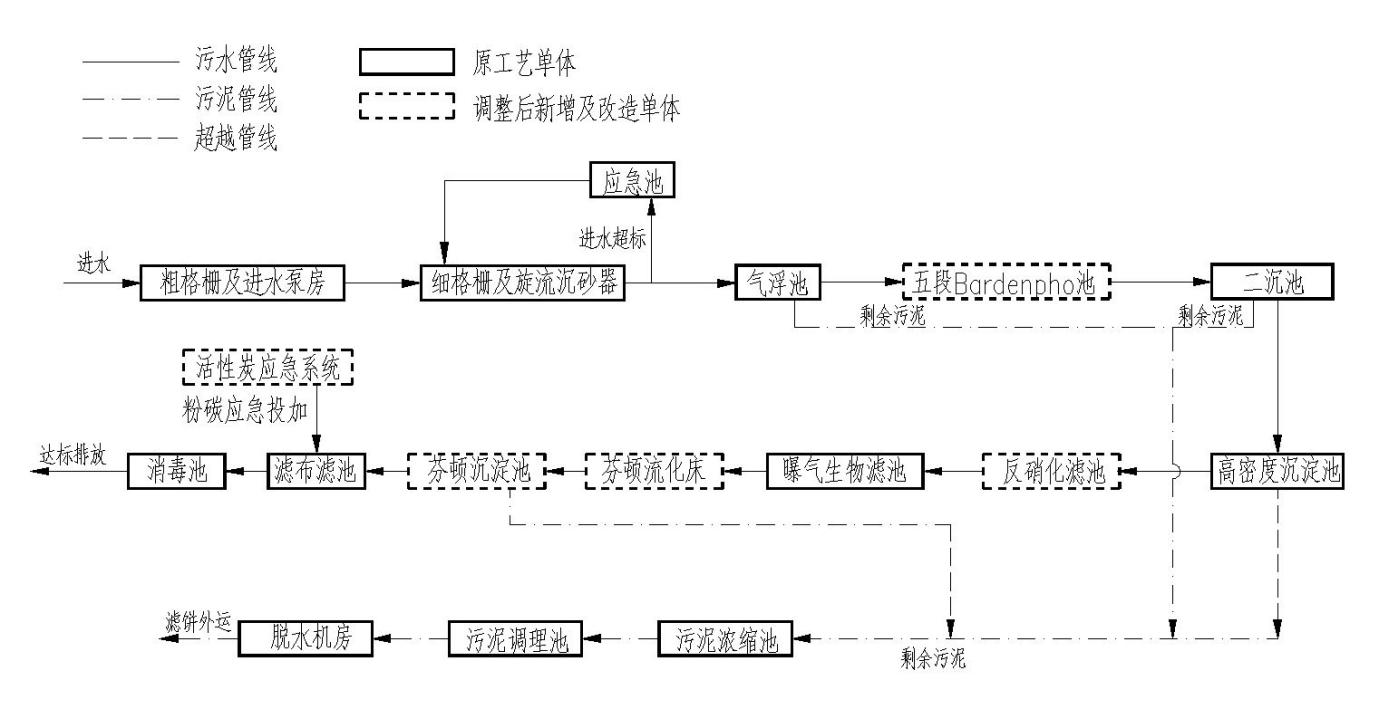 污水管线
原工艺单体
污泥管线
调整后新增及改造单体
超越管线
应急池
进水超标
进水
粗格栅及进水泵房
细格栅及旋流沉砂器
气浮池
五段Bardenpho池
二沉池
剩余污泥
剩余污泥
活性炭应急系统
粉碳应急投加
达标排放
消毒池
滤布滤池
芬顿沉淀池
芬顿流化床
曝气生物滤池
反硝化滤池
高密度沉淀池
滤饼外运
脱水机房
污泥调理池
污泥浓缩池
剩余污泥